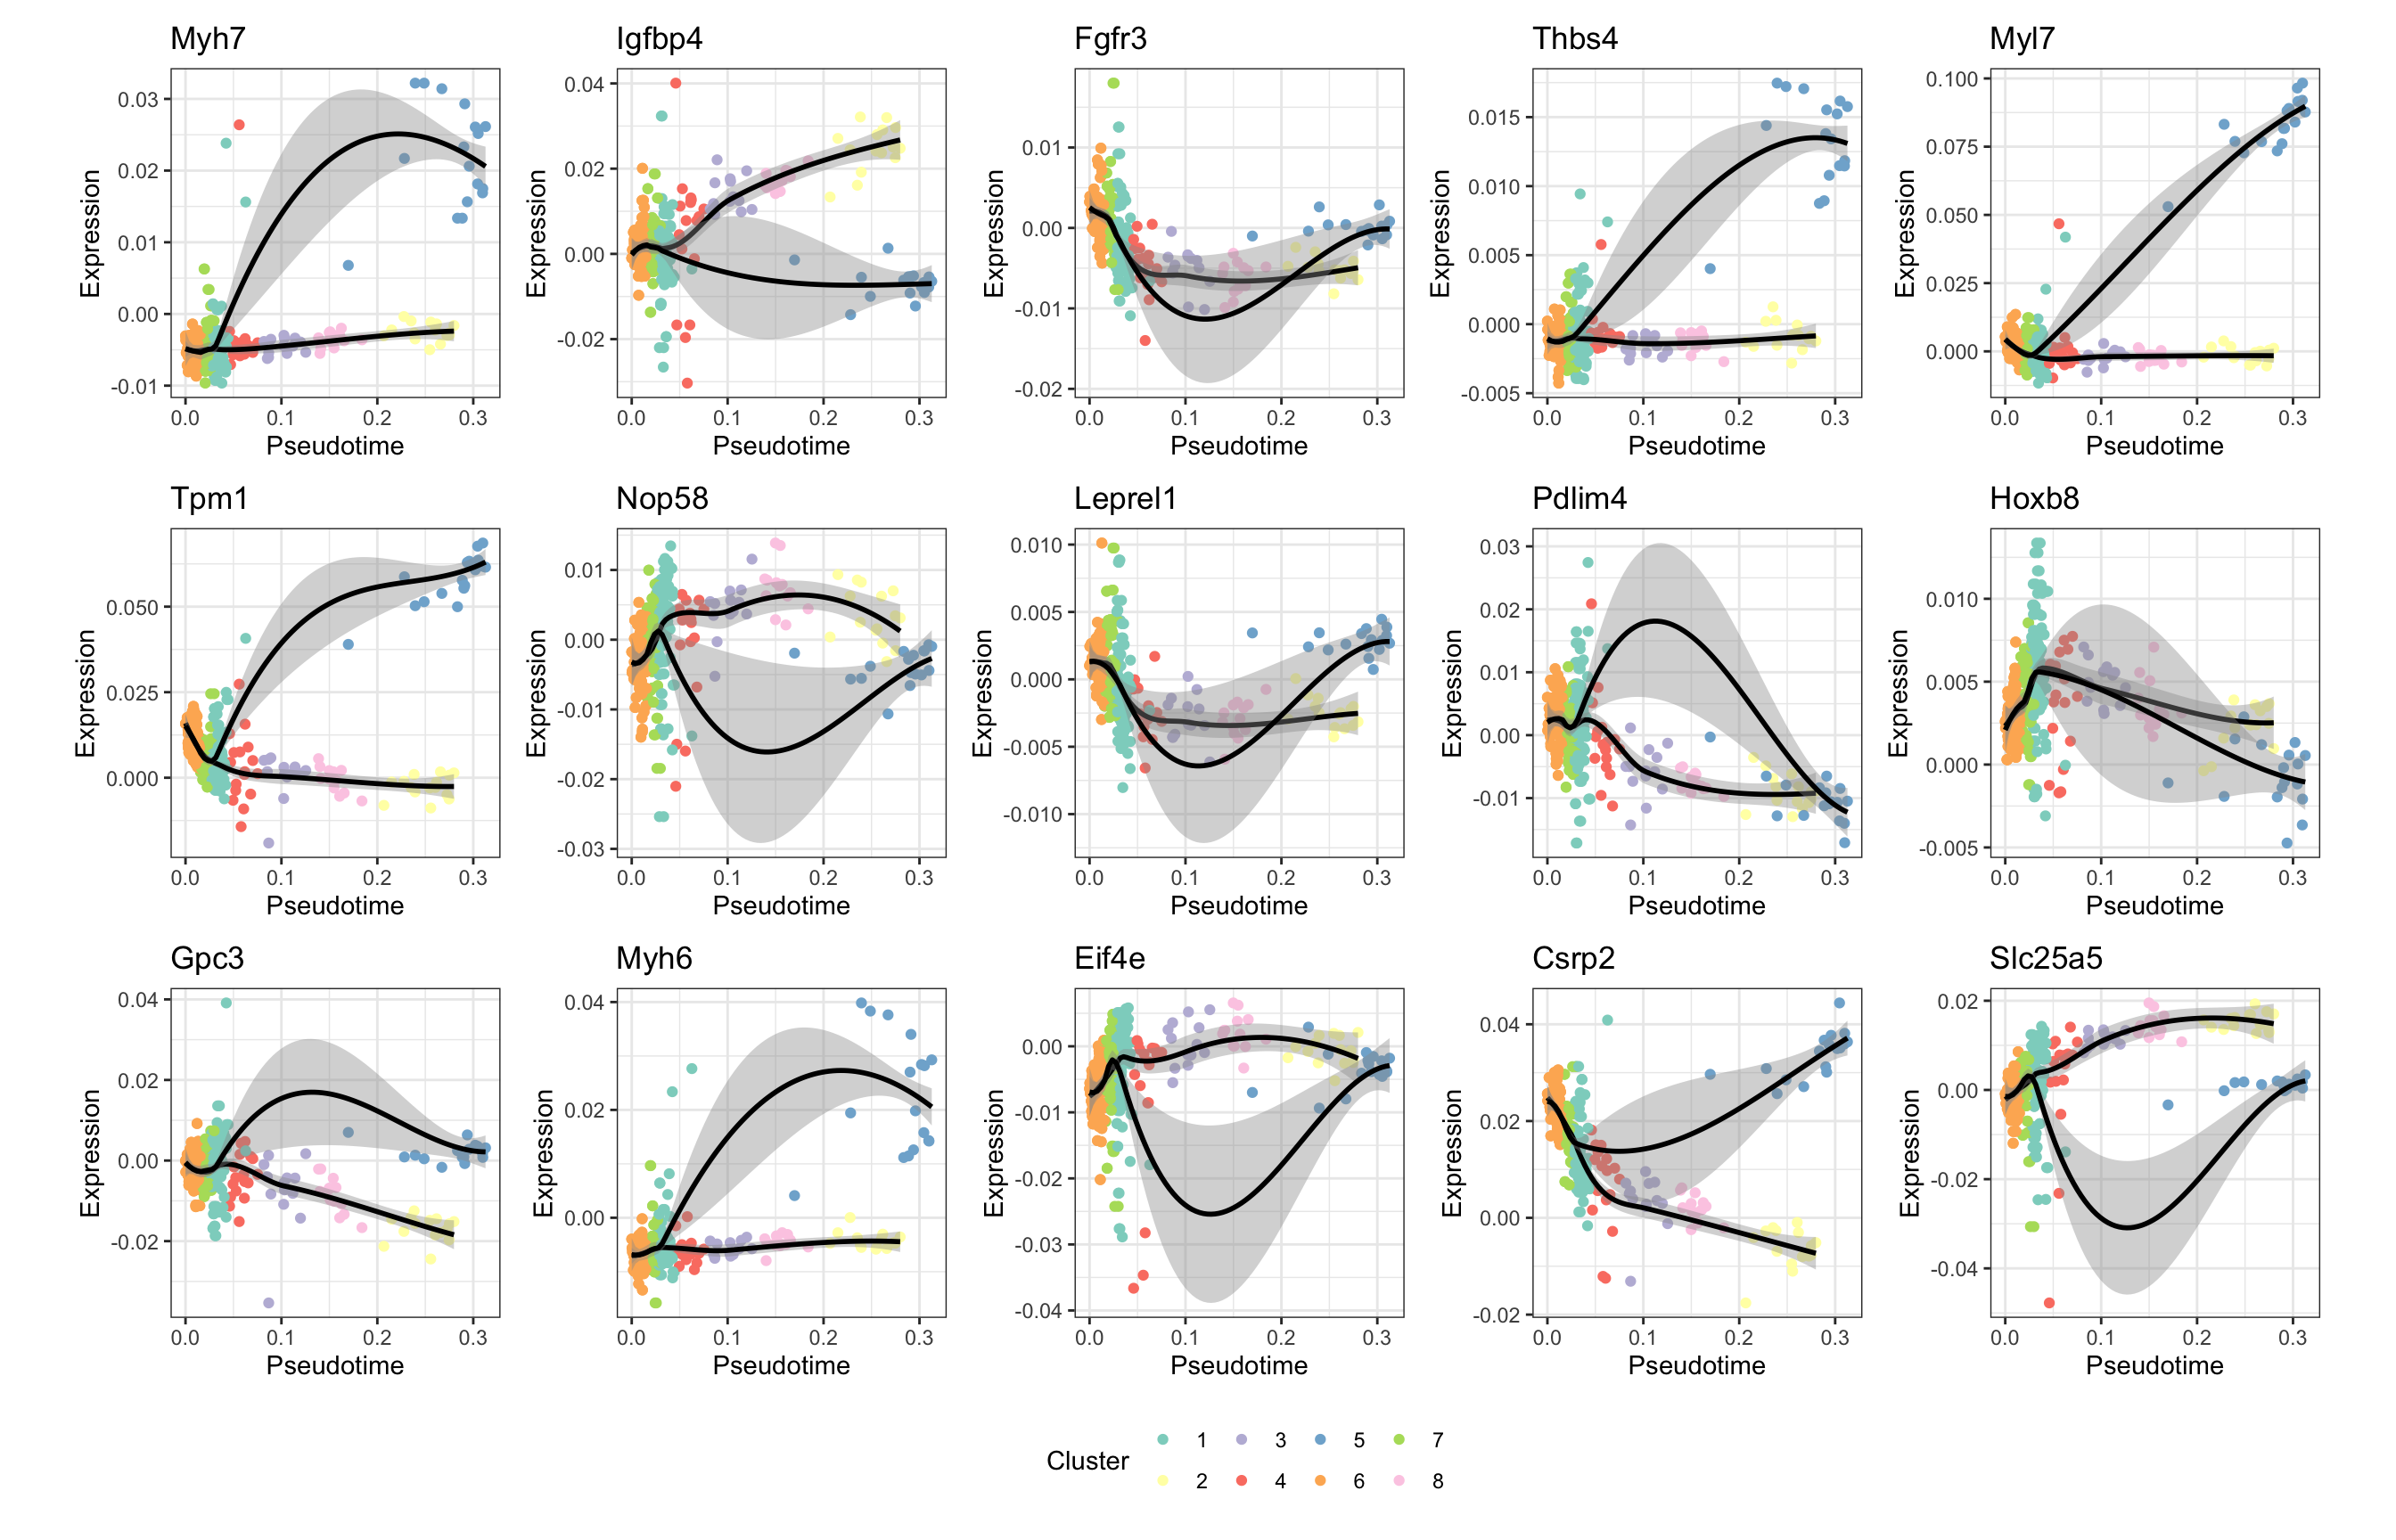 Myh7 Igfbp4 Fgfr3 Thbs4 Myl7
Expression Expression Expression Expression Expression
0.03 0.02 0.01 0.00 -0.01
0.04 0.02 0.00 -0.02
0.01 0.00 -0.01 -0.02
0.015 0.010 0.005 0.000 -0.005
0.100 0.075 0.050 0.025 0.000
0.0 0.1 0.2 0.3 0.0 0.1 0.2 0.3 0.0 0.1 0.2 0.3 0.0 0.1 0.2 0.3 0.0 0.1 0.2 0.3
Pseudotime Pseudotime Pseudotime Pseudotime Pseudotime
Tpm1 Nop58 Leprel1 Pdlim4 Hoxb8
Expression Expression Expression Expression Expression
0.050 0.025 0.000
0.01 0.00 -0.01 -0.02 -0.03
0.010 0.005 0.000 -0.005 -0.010
0.03 0.02 0.01 0.00 -0.01
0.010 0.005 0.000 -0.005
0.0 0.1 0.2 0.3 0.0 0.1 0.2 0.3 0.0 0.1 0.2 0.3 0.0 0.1 0.2 0.3 0.0 0.1 0.2 0.3
Pseudotime Pseudotime Pseudotime Pseudotime Pseudotime
Gpc3 Myh6 Eif4e Csrp2 Slc25a5
Expression Expression Expression Expression Expression
0.04 0.02 0.00 -0.02
0.04 0.02 0.00
0.00 -0.01 -0.02 -0.03 -0.04
0.04 0.02 0.00 -0.02
0.02 0.00 -0.02 -0.04
0.0 0.1 0.2 0.3 0.0 0.1 0.2 0.3 0.0 0.1 0.2 0.3 0.0 0.1 0.2 0.3 0.0 0.1 0.2 0.3
Pseudotime Pseudotime Pseudotime Pseudotime Pseudotime
Cluster
1 3 5 7
2 4 6 8